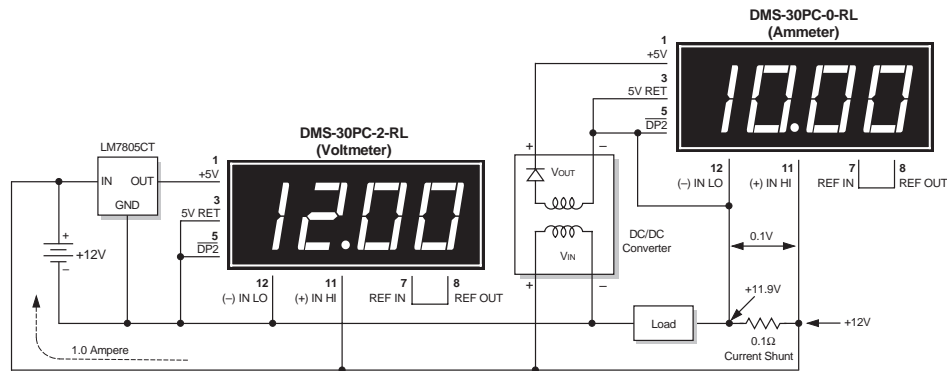 DMS-30PC-0-RL
(Ammeter)
1
+5V
3
5V RET
5
DP2
10.00
12
(–) IN LO
11
(+) IN HI
7
REF IN
8
REF OUT
DMS-30PC-2-RL
(Voltmeter)
LM7805CT
IN
OUT
GND
1
+5V
3
5V RET
5
DP2
12.00
12
(–) IN LO
11
(+) IN HI
7
REF IN
8
REF OUT
+
+12V
–
1.0 Ampere
+
–
VOUT
VIN
+
–
DC/DC
Converter
0.1V
+11.9V
Load
0.1Ω
Current Shunt
+12V